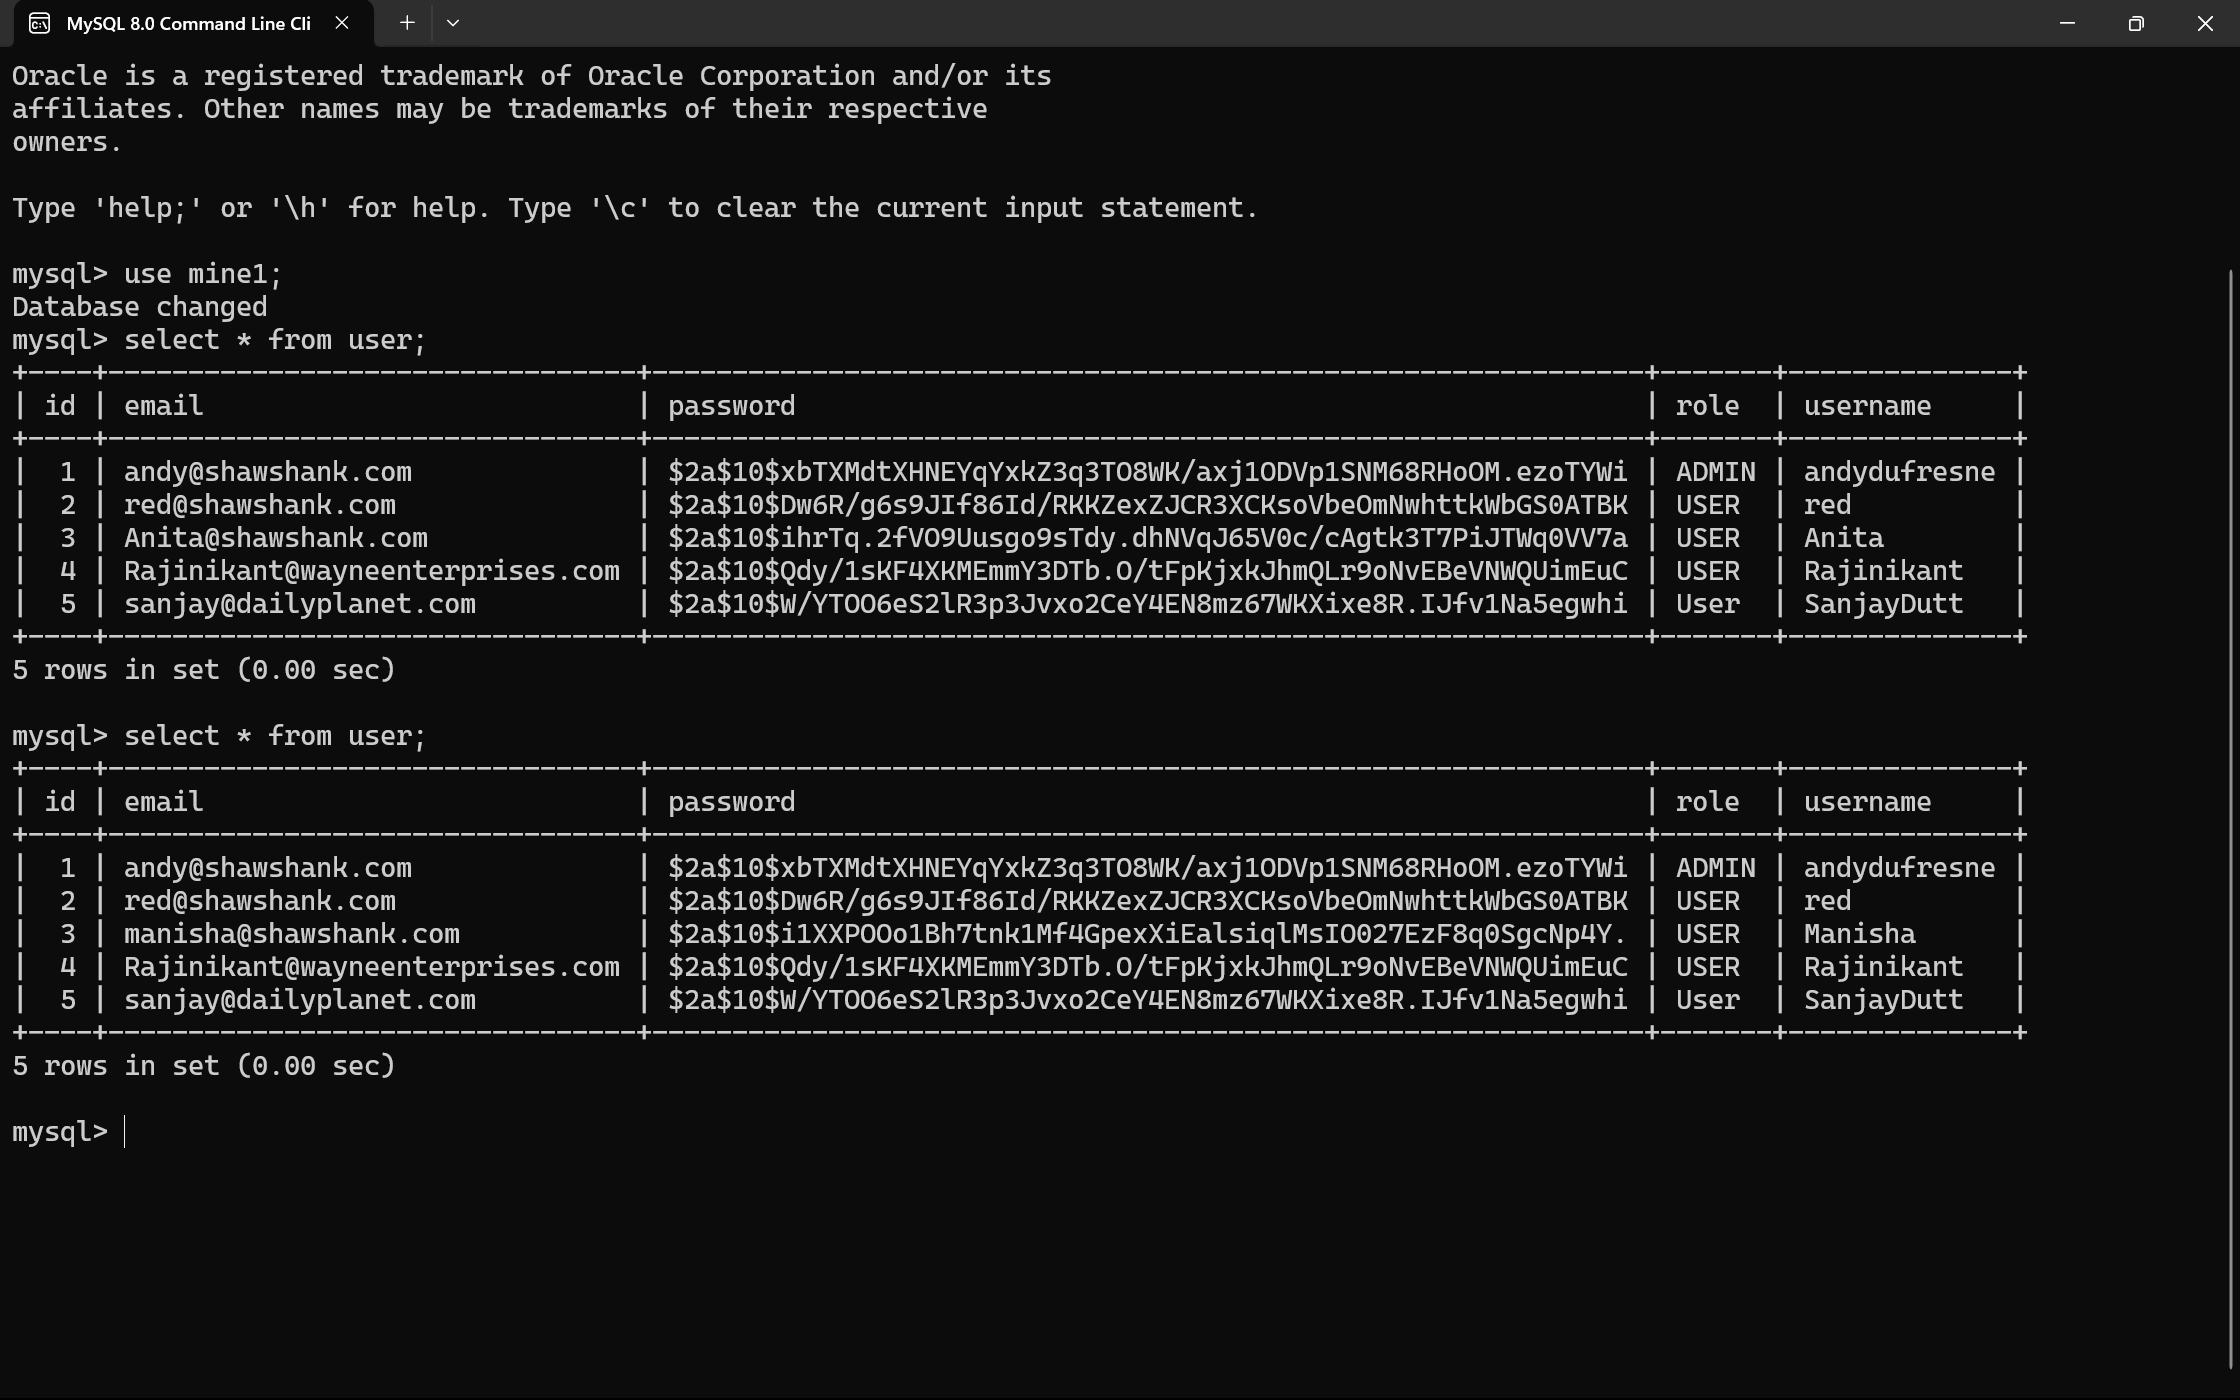 MySQL 8.0 Command Line Cli
Oracle is a registered trademark of Oracle Corporation and/or its
affiliates. Other names may be trademarks of their respective
owners.
Type 'help;' or '\h' for help. Type '\c' to clear the current input statement.
mysql> use mine1;
Database changed
mysql> select * from user;
+----+---------------------------------+--------------------------------------------------------------+-------+--------------+
| id | email                           | password                                                     | role  | username     |
+----+---------------------------------+--------------------------------------------------------------+-------+--------------+
|  1 | andy@shawshank.com              | $2a$10$xbTXMdtXHNEYqYxkZ3q3TO8WK/axj1ODVp1SNM68RHoOM.ezoTYWi | ADMIN | andydufresne |
|  2 | red@shawshank.com               | $2a$10$Dw6R/g6s9JIf86Id/RKKZexZJCR3XCKsoVbeOmNwhttkWbGS0ATBK | USER  | red          |
|  3 | Anita@shawshank.com             | $2a$10$ihrTq.2fVO9Uusgo9sTdy.dhNVqJ65V0c/cAgtk3T7PiJTWq0VV7a | USER  | Anita        |
|  4 | Rajinikant@wayneenterprises.com | $2a$10$Qdy/1sKF4XKMEmmY3DTb.O/tFpKjxkJhmQLr9oNvEBeVNWQUimEuC | USER  | Rajinikant   |
|  5 | sanjay@dailyplanet.com          | $2a$10$W/YTOO6eS2lR3p3Jvxo2CeY4EN8mz67WKXixe8R.IJfv1Na5egwhi | User  | SanjayDutt   |
+----+---------------------------------+--------------------------------------------------------------+-------+--------------+
5 rows in set (0.00 sec)
mysql> select * from user;
+----+---------------------------------+--------------------------------------------------------------+-------+--------------+
| id | email                           | password                                                     | role  | username     |
+----+---------------------------------+--------------------------------------------------------------+-------+--------------+
|  1 | andy@shawshank.com              | $2a$10$xbTXMdtXHNEYqYxkZ3q3TO8WK/axj1ODVp1SNM68RHoOM.ezoTYWi | ADMIN | andydufresne |
|  2 | red@shawshank.com               | $2a$10$Dw6R/g6s9JIf86Id/RKKZexZJCR3XCKsoVbeOmNwhttkWbGS0ATBK | USER  | red          |
|  3 | manisha@shawshank.com           | $2a$10$i1XXPOOo1Bh7tnk1Mf4GpexXiEalsiqlMsIO027EzF8q0SgcNp4Y. | USER  | Manisha      |
|  4 | Rajinikant@wayneenterprises.com | $2a$10$Qdy/1sKF4XKMEmmY3DTb.O/tFpKjxkJhmQLr9oNvEBeVNWQUimEuC | USER  | Rajinikant   |
|  5 | sanjay@dailyplanet.com          | $2a$10$W/YTOO6eS2lR3p3Jvxo2CeY4EN8mz67WKXixe8R.IJfv1Na5egwhi | User  | SanjayDutt   |
+----+---------------------------------+--------------------------------------------------------------+-------+--------------+
5 rows in set (0.00 sec)
mysql>